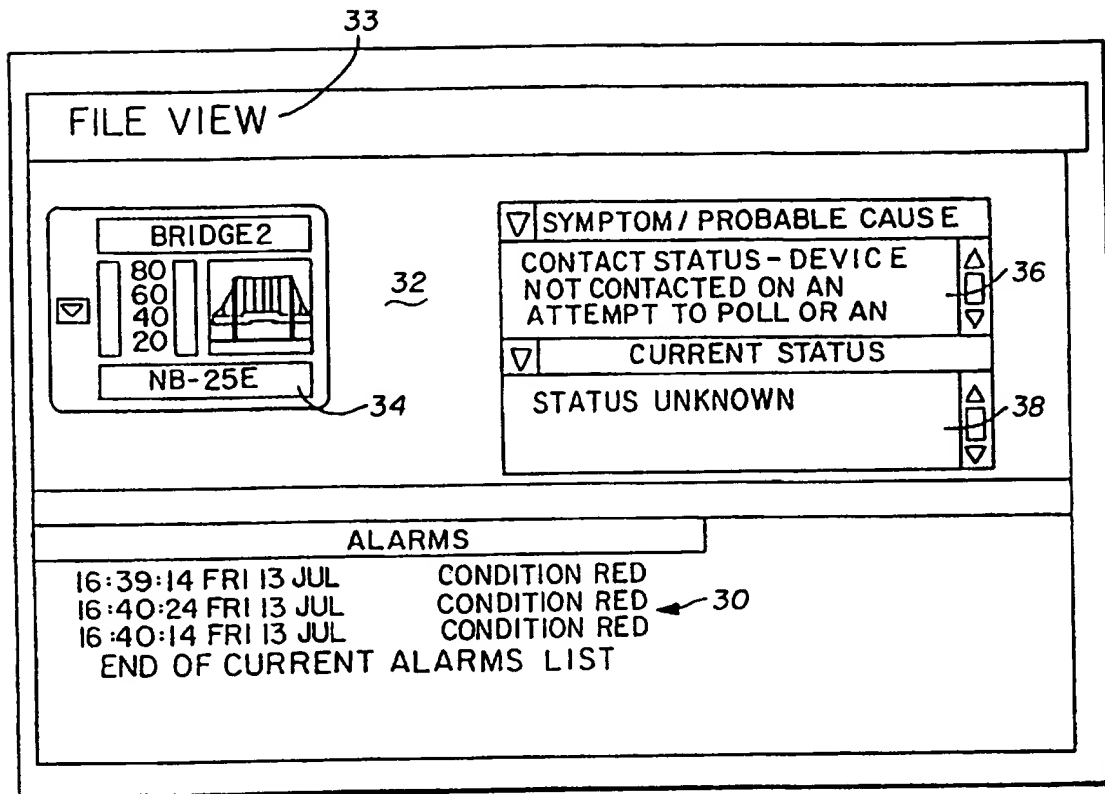 33
FILE VIEW
BRIDGE2
80
60
40
20
NB-25E
34
32
SYMPTOM/PROBABLE CAUSE
CONTACT STATUS-DEVICE
NOT CONTACTED ON AN
ATTEMPT TO POLL OR AN
36
CURRENT STATUS
STATUS UNKNOWN
38
ALARMS
16:39:14 FRI 13 JUL CONDITION RED
16:40:24 FRI 13 JUL CONDITION RED
30
16:40:14 FRI 13 JUL CONDITION RED
END OF CURRENT ALARMS LIST